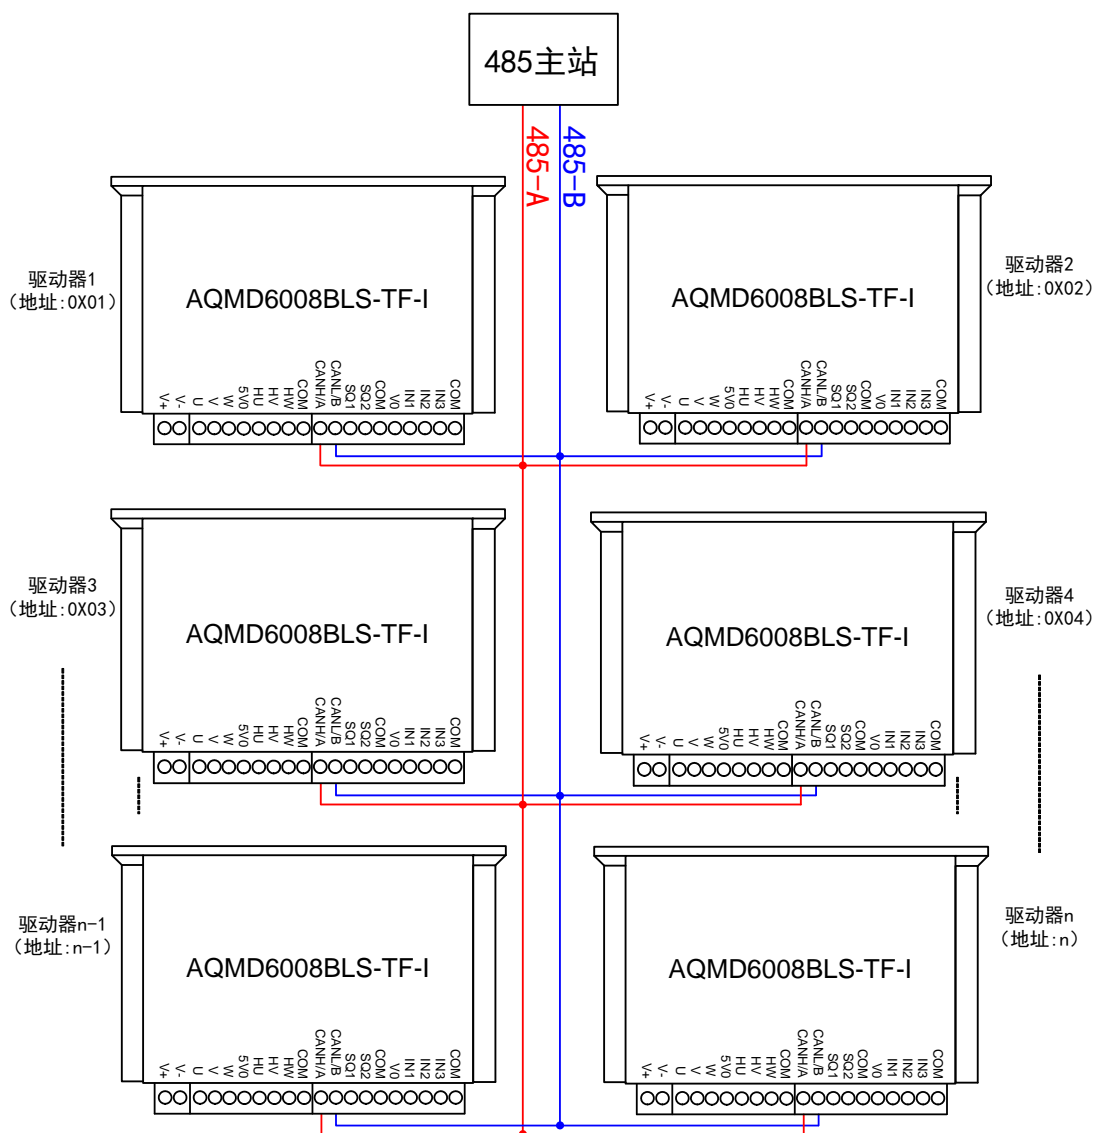 485主站
485-A
485-B
驱动器1
（地址:0X01）
AQMD6008BLS-TF-I
V+ V- U V W 5V0 HU HV HW COM CANH/A CANL/B SQ1 SQ2 COM V0 IN1 IN2 IN3 COM
驱动器2
（地址:0X02）
AQMD6008BLS-TF-I
V+ V- U V W 5V0 HU HV HW COM CANH/A CANL/B SQ1 SQ2 COM V0 IN1 IN2 IN3 COM
驱动器3
（地址:0X03）
AQMD6008BLS-TF-I
V+ V- U V W 5V0 HU HV HW COM CANH/A CANL/B SQ1 SQ2 COM V0 IN1 IN2 IN3 COM
驱动器4
（地址:0X04）
AQMD6008BLS-TF-I
V+ V- U V W 5V0 HU HV HW COM CANH/A CANL/B SQ1 SQ2 COM V0 IN1 IN2 IN3 COM
驱动器n-1
（地址:n-1）
AQMD6008BLS-TF-I
V+ V- U V W 5V0 HU HV HW COM CANH/A CANL/B SQ1 SQ2 COM V0 IN1 IN2 IN3 COM
驱动器n
（地址:n）
AQMD6008BLS-TF-I
V+ V- U V W 5V0 HU HV HW COM CANH/A CANL/B SQ1 SQ2 COM V0 IN1 IN2 IN3 COM